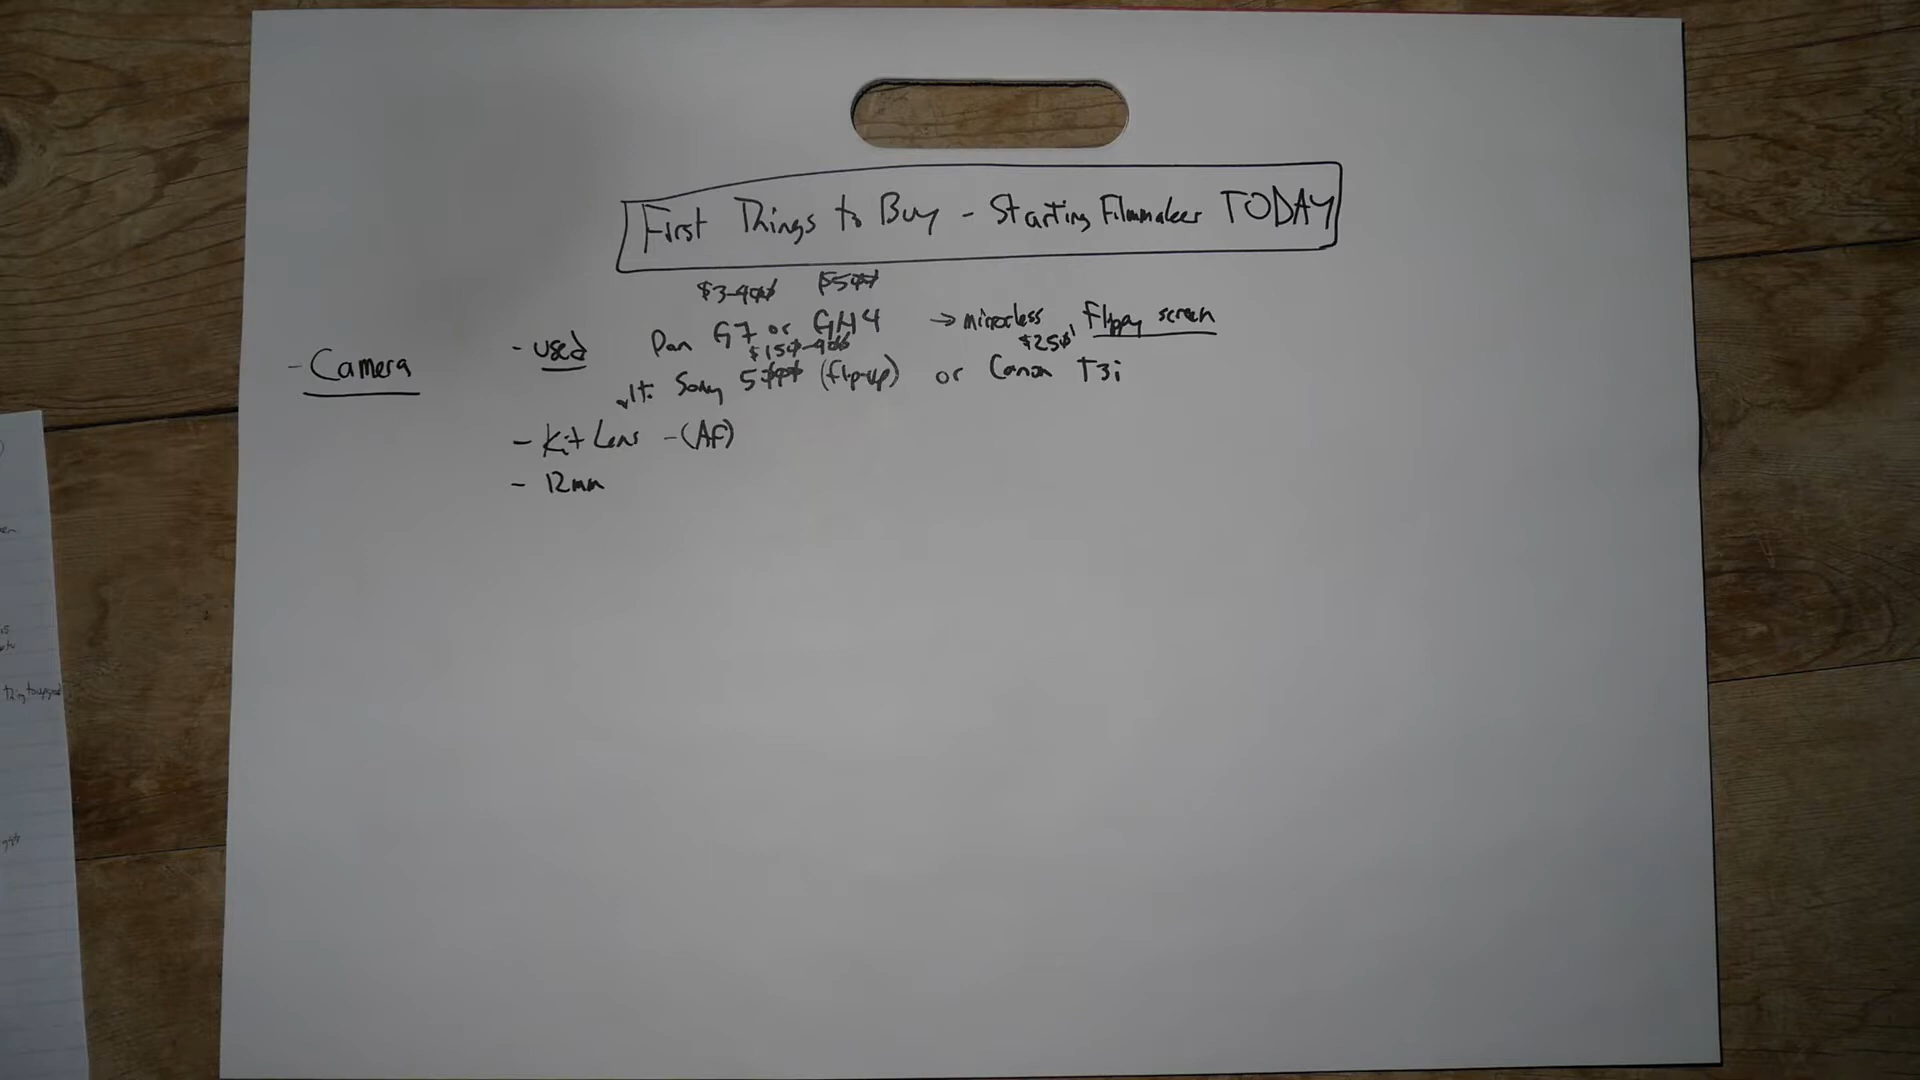 First Things to Buy - Starting Filmmaker TODAY
$3-400 $500
- Camera
- used Pan G7 or GH4 → mirrorless, Flippy screen
$150-400 $250
Alt: Sony 5000 (flip-up) or Canon T3i
- Kit Lens - (AF)
- 12mm